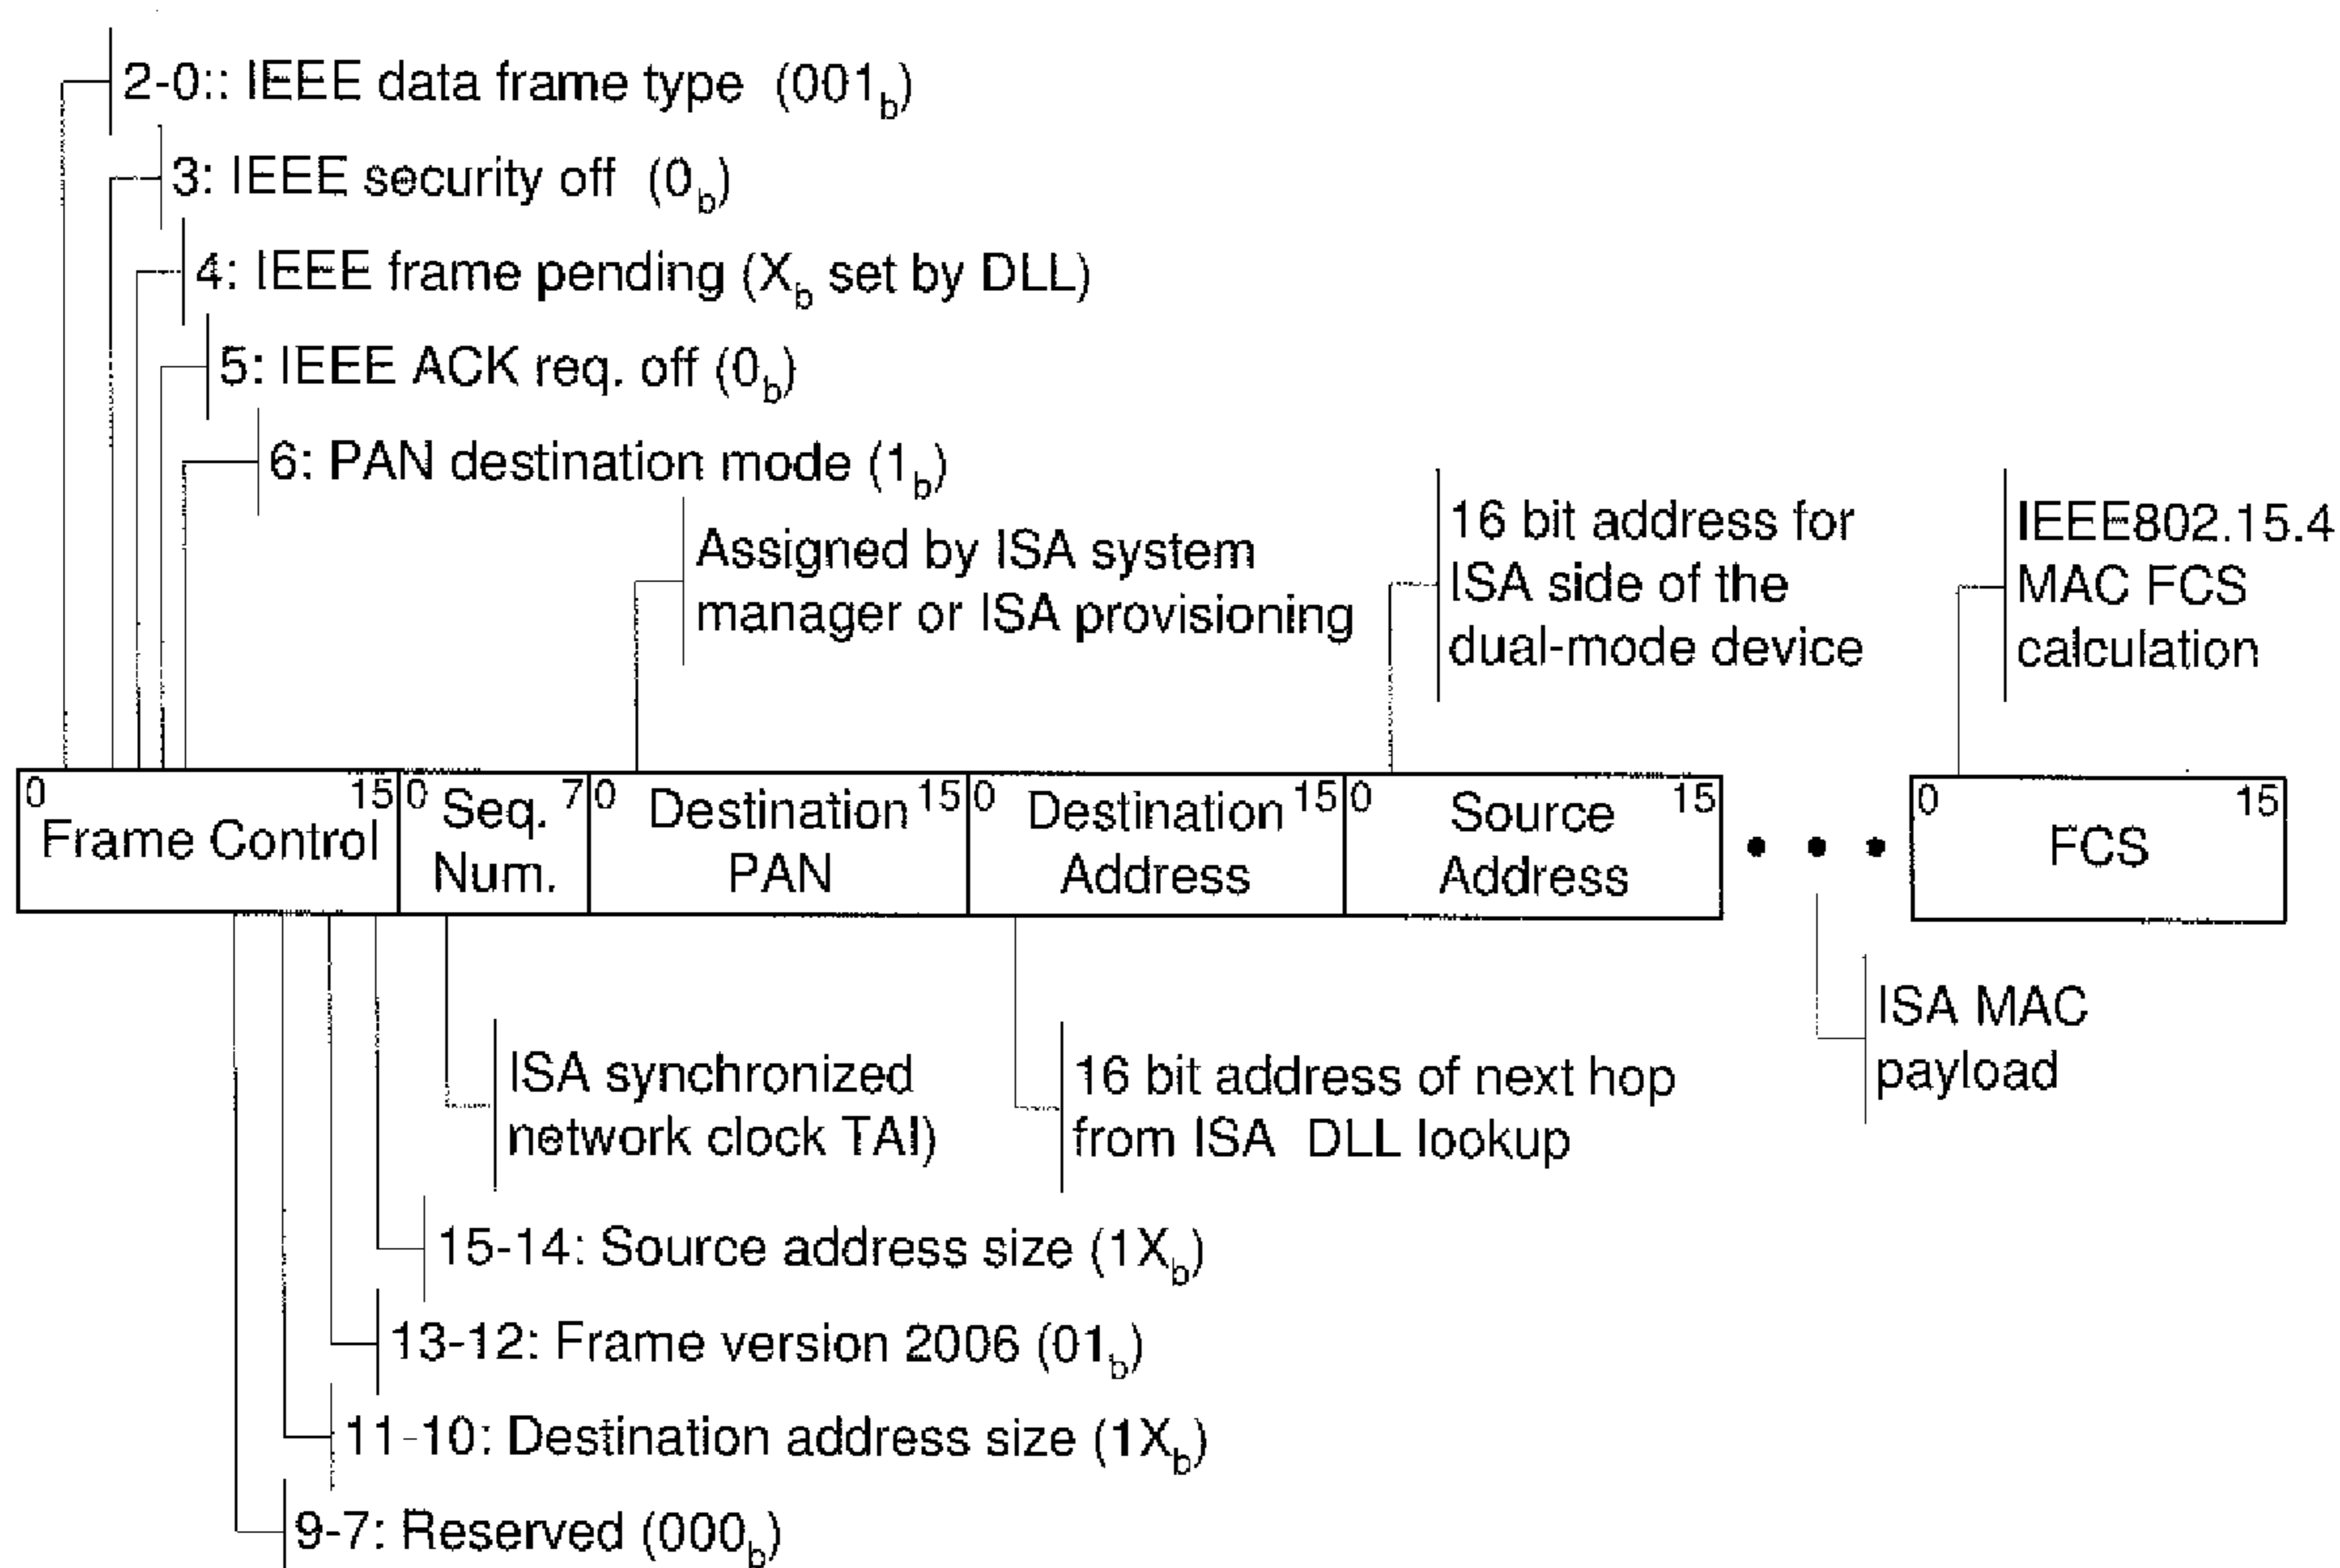 2-0:: IEEE data frame type (001b)
3: IEEE security off (0b)
4: IEEE frame pending (Xb set by DLL)
5: IEEE ACK req. off (0b)
6: PAN destination mode (1b)
Assigned by ISA system
manager or ISA provisioning
16 bit address for
ISA side of the
dual-mode device
IEEE802.15.4
MAC FCS
calculation
0 15
Frame Control
0 7
Seq.
Num.
0 15
Destination
PAN
0 15
Destination
Address
0 15
Source
Address
• • •
0 15
FCS
ISA MAC
payload
ISA synchronized
network clock TAI)
16 bit address of next hop
from ISA DLL lookup
15-14: Source address size (1Xb)
13-12: Frame version 2006 (01b)
11-10: Destination address size (1Xb)
9-7: Reserved (000b)